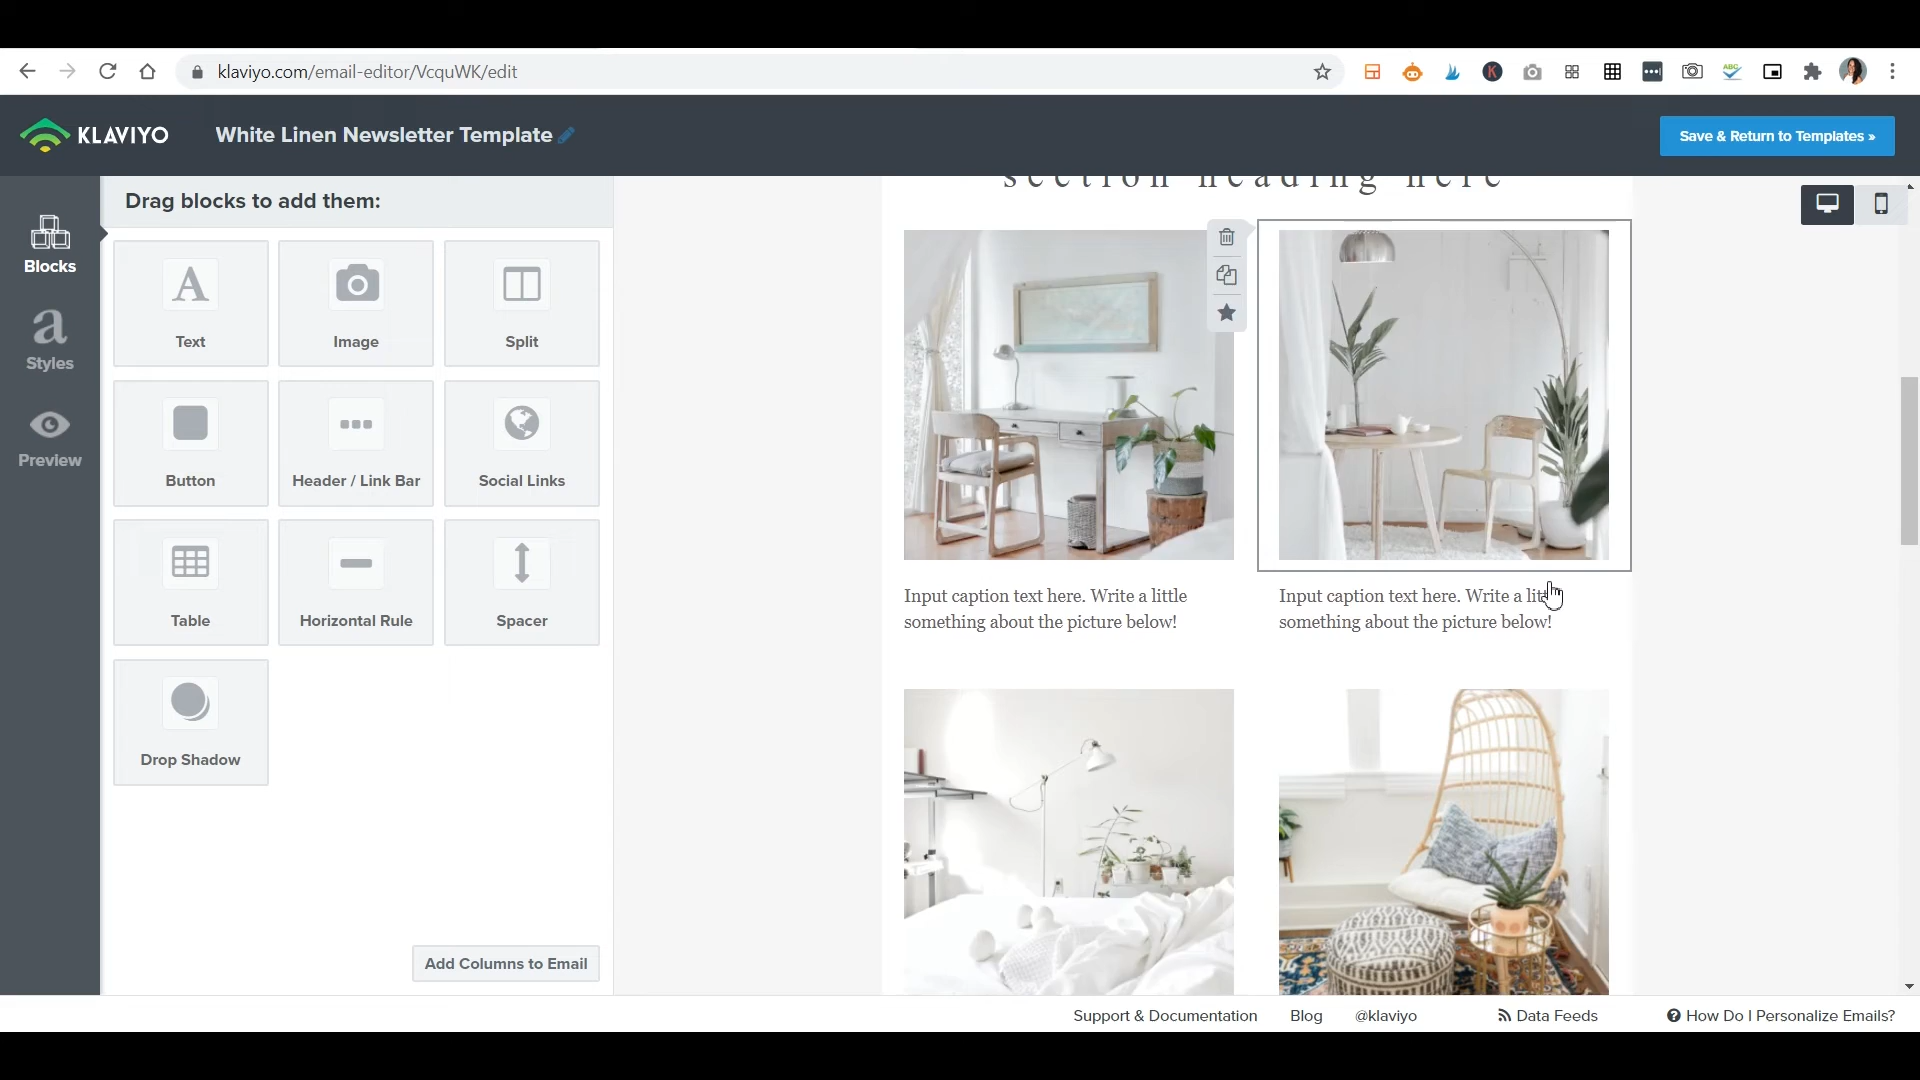 klaviyo.com/email-editor/VcquWK/edit
K
ABC
KLAVIYO
White Linen Newsletter Template
Save & Return to Templates »
Blocks
Styles
Preview
Drag blocks to add them:
Text
Image
Split
Button
Header / Link Bar
Social Links
Table
Horizontal Rule
Spacer
Drop Shadow
Add Columns to Email
section heading here
Input caption text here. Write a little
something about the picture below!
Input caption text here. Write a little
something about the picture below!
Support & Documentation
Blog
@klaviyo
Data Feeds
How Do I Personalize Emails?